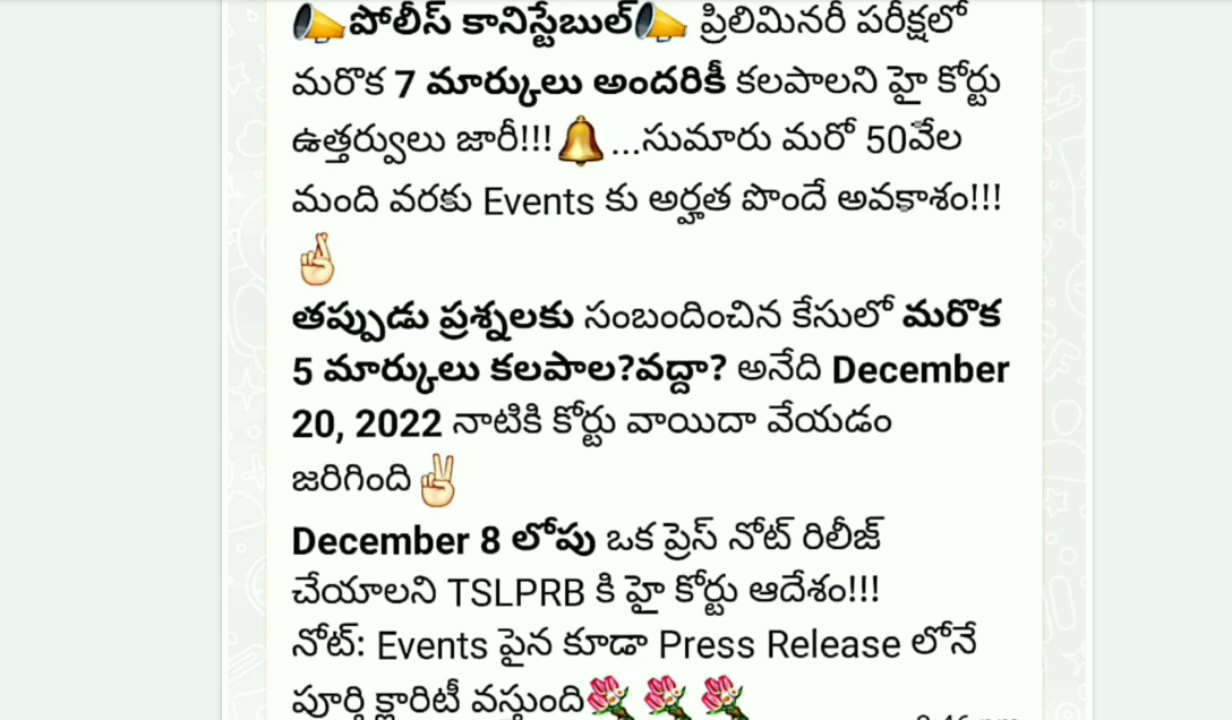 📣పోలీస్ కానిస్టేబుల్📣 ప్రిలిమినరీ పరీక్షలో
మరొక 7 మార్కులు అందరికీ కలపాలని హై కోర్టు
ఉత్తర్వులు జారీ!!!🔔...సుమారు మరో 50వేల
మంది వరకు Events కు అర్హత పొందే అవకాశం!!!
🤞🏻
తప్పుడు ప్రశ్నలకు సంబందించిన కేసులో మరొక
5 మార్కులు కలపాల?వద్దా? అనేది December
20, 2022 నాటికి కోర్టు వాయిదా వేయడం
జరిగింది✌🏻
December 8 లోపు ఒక ప్రెస్ నోట్ రిలీజ్
చేయాలని TSLPRB కి హై కోర్టు ఆదేశం!!!
నోట్: Events పైన కూడా Press Release లోనే
పూర్తి క్లారిటీ వస్తుంది💐💐💐